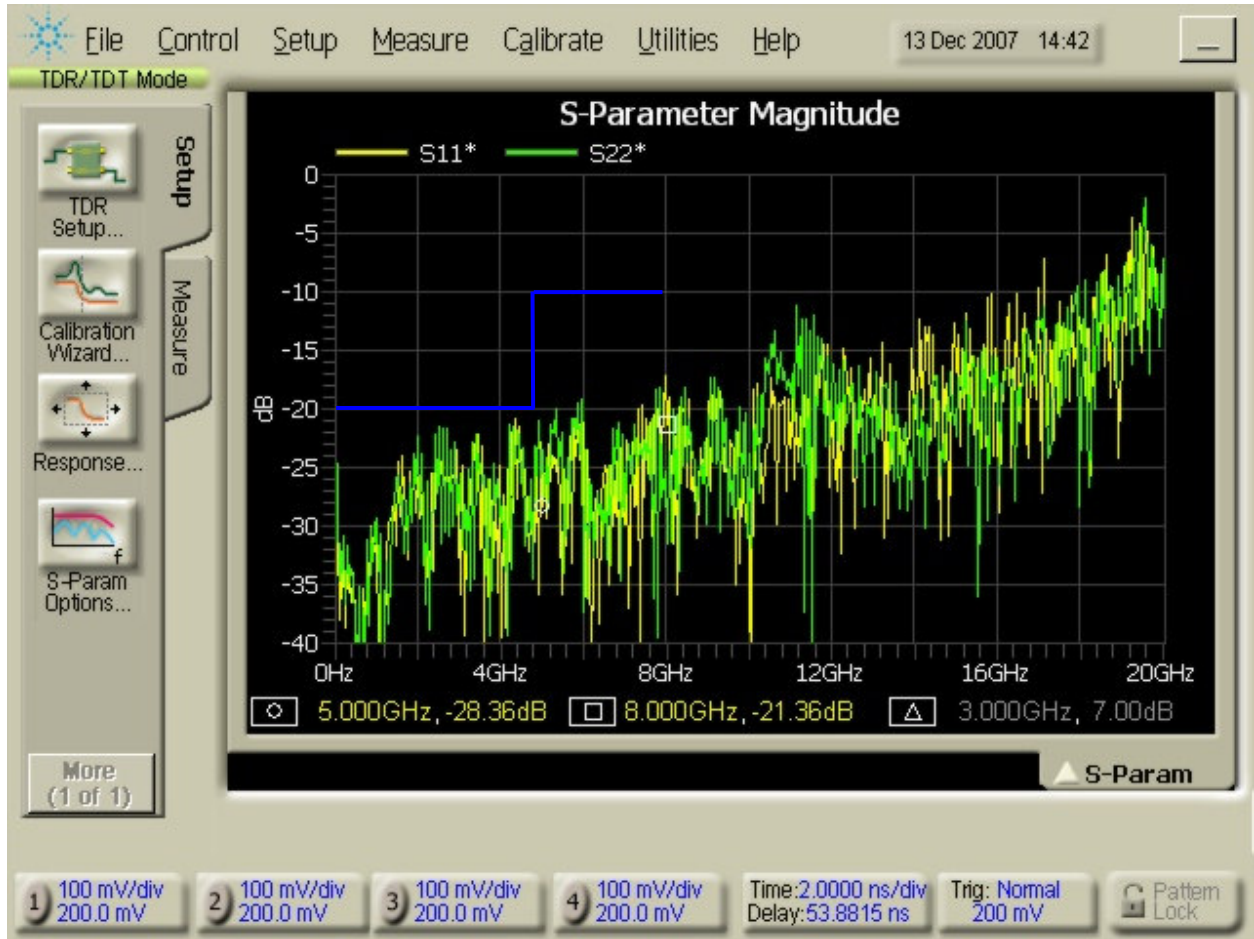 File Control Setup Measure Calibrate Utilities Help 13 Dec 2007 14:42
TDR/TDT Mode
Setup
Measure
TDR
Setup...
Calibration
Wizard...
Response...
f
S-Param
Options...
More
(1 of 1)
S-Parameter Magnitude
S11* S22*
dB
0
-5
-10
-15
-20
-25
-30
-35
-40
0Hz 4GHz 8GHz 12GHz 16GHz 20GHz
5.000GHz, -28.36dB 8.000GHz, -21.36dB 3.000GHz, 7.00dB
S-Param
1 100 mV/div
200.0 mV
2 100 mV/div
200.0 mV
3 100 mV/div
200.0 mV
4 100 mV/div
200.0 mV
Time:2.0000 ns/div
Delay:53.8815 ns
Trig: Normal
200 mV
Pattern
Lock